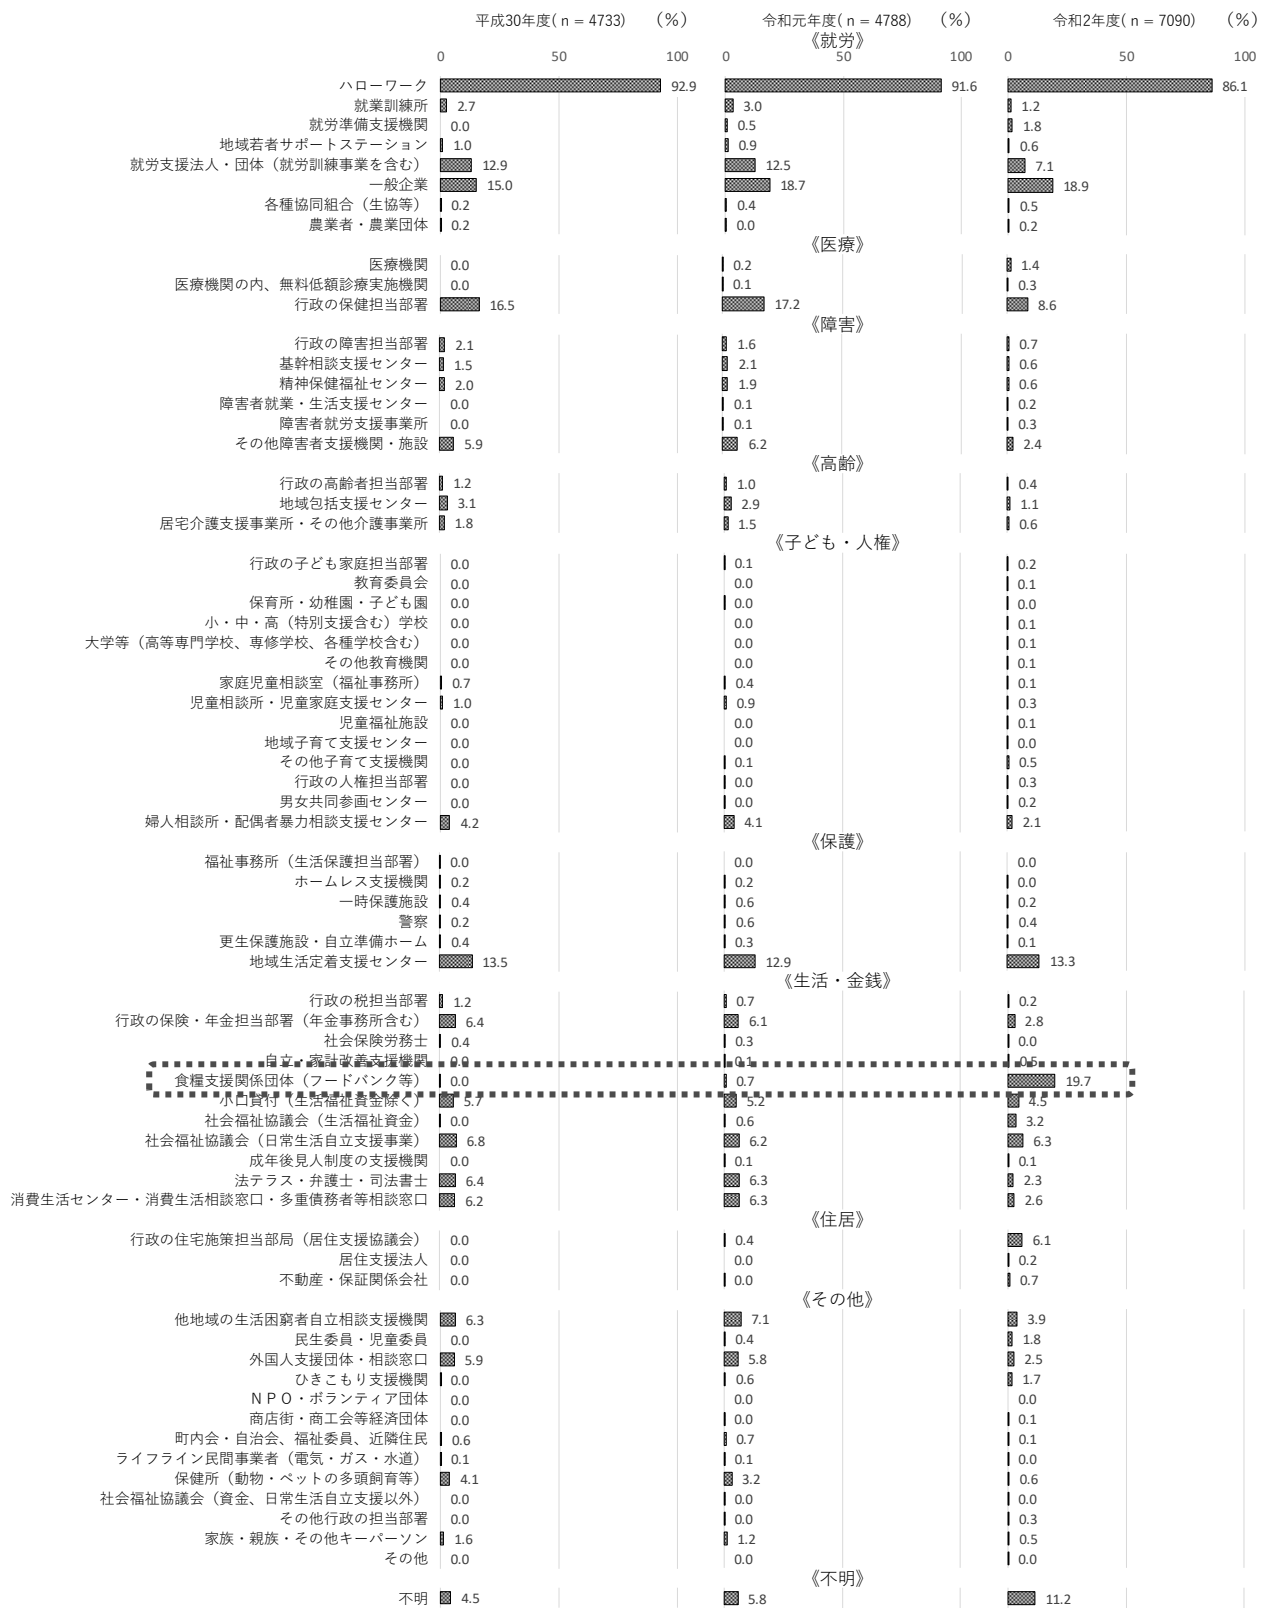 平成30年度( n = 4733) (%) 令和元年度( n = 4788) (%) 令和2年度( n = 7090) (%)
《就労》
0 50 100 0 50 100 0 50 100
ハローワーク 92.9 91.6 86.1
就業訓練所 2.7 3.0 1.2
就労準備支援機関 0.0 0.5 1.8
地域若者サポートステーション 1.0 0.9 0.6
就労支援法人・団体（就労訓練事業を含む） 12.9 12.5 7.1
一般企業 15.0 18.7 18.9
各種協同組合（生協等） 0.2 0.4 0.5
農業者・農業団体 0.2 0.0 0.2
《医療》
医療機関 0.0 0.2 1.4
医療機関の内、無料低額診療実施機関 0.0 0.1 0.3
行政の保健担当部署 16.5 17.2 8.6
《障害》
行政の障害担当部署 2.1 1.6 0.7
基幹相談支援センター 1.5 2.1 0.6
精神保健福祉センター 2.0 1.9 0.6
障害者就業・生活支援センター 0.0 0.1 0.2
障害者就労支援事業所 0.0 0.1 0.3
その他障害者支援機関・施設 5.9 6.2 2.4
《高齢》
行政の高齢者担当部署 1.2 1.0 0.4
地域包括支援センター 3.1 2.9 1.1
居宅介護支援事業所・その他介護事業所 1.8 1.5 0.6
《子ども・人権》
行政の子ども家庭担当部署 0.0 0.1 0.2
教育委員会 0.0 0.0 0.1
保育所・幼稚園・子ども園 0.0 0.0 0.0
小・中・高（特別支援含む）学校 0.0 0.0 0.1
大学等（高等専門学校、専修学校、各種学校含む） 0.0 0.0 0.1
その他教育機関 0.0 0.0 0.1
家庭児童相談室（福祉事務所） 0.7 0.4 0.1
児童相談所・児童家庭支援センター 1.0 0.9 0.3
児童福祉施設 0.0 0.0 0.1
地域子育て支援センター 0.0 0.0 0.0
その他子育て支援機関 0.0 0.1 0.5
行政の人権担当部署 0.0 0.0 0.3
男女共同参画センター 0.0 0.0 0.2
婦人相談所・配偶者暴力相談支援センター 4.2 4.1 2.1
《保護》
福祉事務所（生活保護担当部署） 0.0 0.0 0.0
ホームレス支援機関 0.2 0.2 0.0
一時保護施設 0.4 0.6 0.2
警察 0.2 0.6 0.4
更生保護施設・自立準備ホーム 0.4 0.3 0.1
地域生活定着支援センター 13.5 12.9 13.3
《生活・金銭》
行政の税担当部署 1.2 0.7 0.2
行政の保険・年金担当部署（年金事務所含む） 6.4 6.1 2.8
社会保険労務士 0.4 0.3 0.0
自立・家計改善支援機関 0.0 0.1 0.5
食糧支援関係団体（フードバンク等） 0.0 0.7 19.7
小口貸付（生活福祉資金除く） 5.7 5.2 4.5
社会福祉協議会（生活福祉資金） 0.0 0.6 3.2
社会福祉協議会（日常生活自立支援事業） 6.8 6.2 6.3
成年後見人制度の支援機関 0.0 0.1 0.1
法テラス・弁護士・司法書士 6.4 6.3 2.3
消費生活センター・消費生活相談窓口・多重債務者等相談窓口 6.2 6.3 2.6
《住居》
行政の住宅施策担当部局（居住支援協議会） 0.0 0.4 6.1
居住支援法人 0.0 0.0 0.2
不動産・保証関係会社 0.0 0.0 0.7
《その他》
他地域の生活困窮者自立相談支援機関 6.3 7.1 3.9
民生委員・児童委員 0.0 0.4 1.8
外国人支援団体・相談窓口 5.9 5.8 2.5
ひきこもり支援機関 0.0 0.6 1.7
ＮＰＯ・ボランティア団体 0.0 0.0 0.0
商店街・商工会等経済団体 0.0 0.0 0.1
町内会・自治会、福祉委員、近隣住民 0.6 0.7 0.1
ライフライン民間事業者（電気・ガス・水道） 0.1 0.1 0.0
保健所（動物・ペットの多頭飼育等） 4.1 3.2 0.6
社会福祉協議会（資金、日常生活自立支援以外） 0.0 0.0 0.0
その他行政の担当部署 0.0 0.0 0.3
家族・親族・その他キーパーソン 1.6 1.2 0.5
その他 0.0 0.0 0.0
《不明》
不明 4.5 5.8 11.2